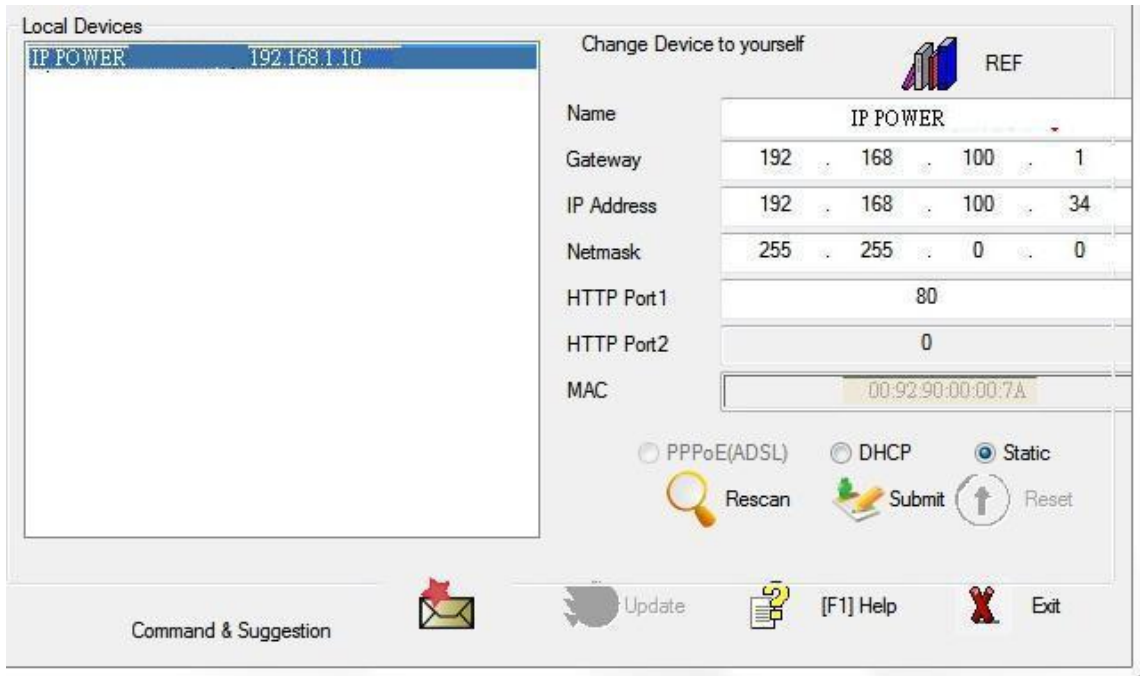 Local Devices
IP POWER 192.168.1.10
Change Device to yourself
REF
Name IP POWER
Gateway 192 . 168 . 100 . 1
IP Address 192 . 168 . 100 . 34
Netmask 255 . 255 . 0 . 0
HTTP Port1 80
HTTP Port2 0
MAC 00:92:90:00:00:7A
PPPoE(ADSL) DHCP Static
Rescan Submit Reset
Update [F1] Help Exit
Command & Suggestion